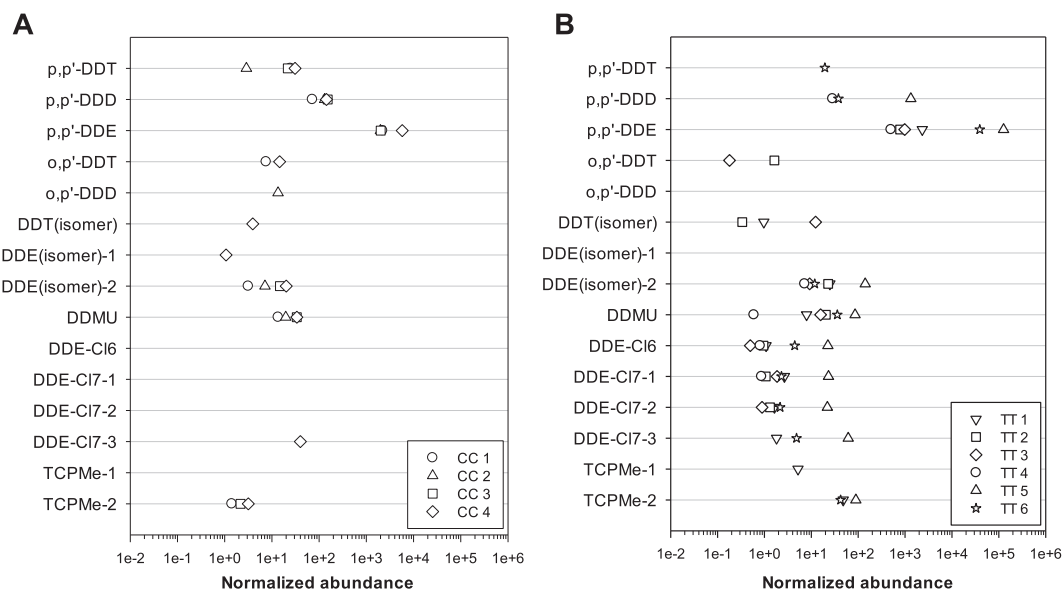 A
p,p'-DDT
p,p'-DDD
p,p'-DDE
o,p'-DDT
o,p'-DDD
DDT(isomer)
DDE(isomer)-1
DDE(isomer)-2
DDMU
DDE-Cl6
DDE-Cl7-1
DDE-Cl7-2
DDE-Cl7-3
TCPMe-1
TCPMe-2
CC 1
CC 2
CC 3
CC 4
1e-2 1e-1 1e+0 1e+1 1e+2 1e+3 1e+4 1e+5 1e+6
Normalized abundance
B
p,p'-DDT
p,p'-DDD
p,p'-DDE
o,p'-DDT
o,p'-DDD
DDT(isomer)
DDE(isomer)-1
DDE(isomer)-2
DDMU
DDE-Cl6
DDE-Cl7-1
DDE-Cl7-2
DDE-Cl7-3
TCPMe-1
TCPMe-2
TT 1
TT 2
TT 3
TT 4
TT 5
TT 6
1e-2 1e-1 1e+0 1e+1 1e+2 1e+3 1e+4 1e+5 1e+6
Normalized abundance